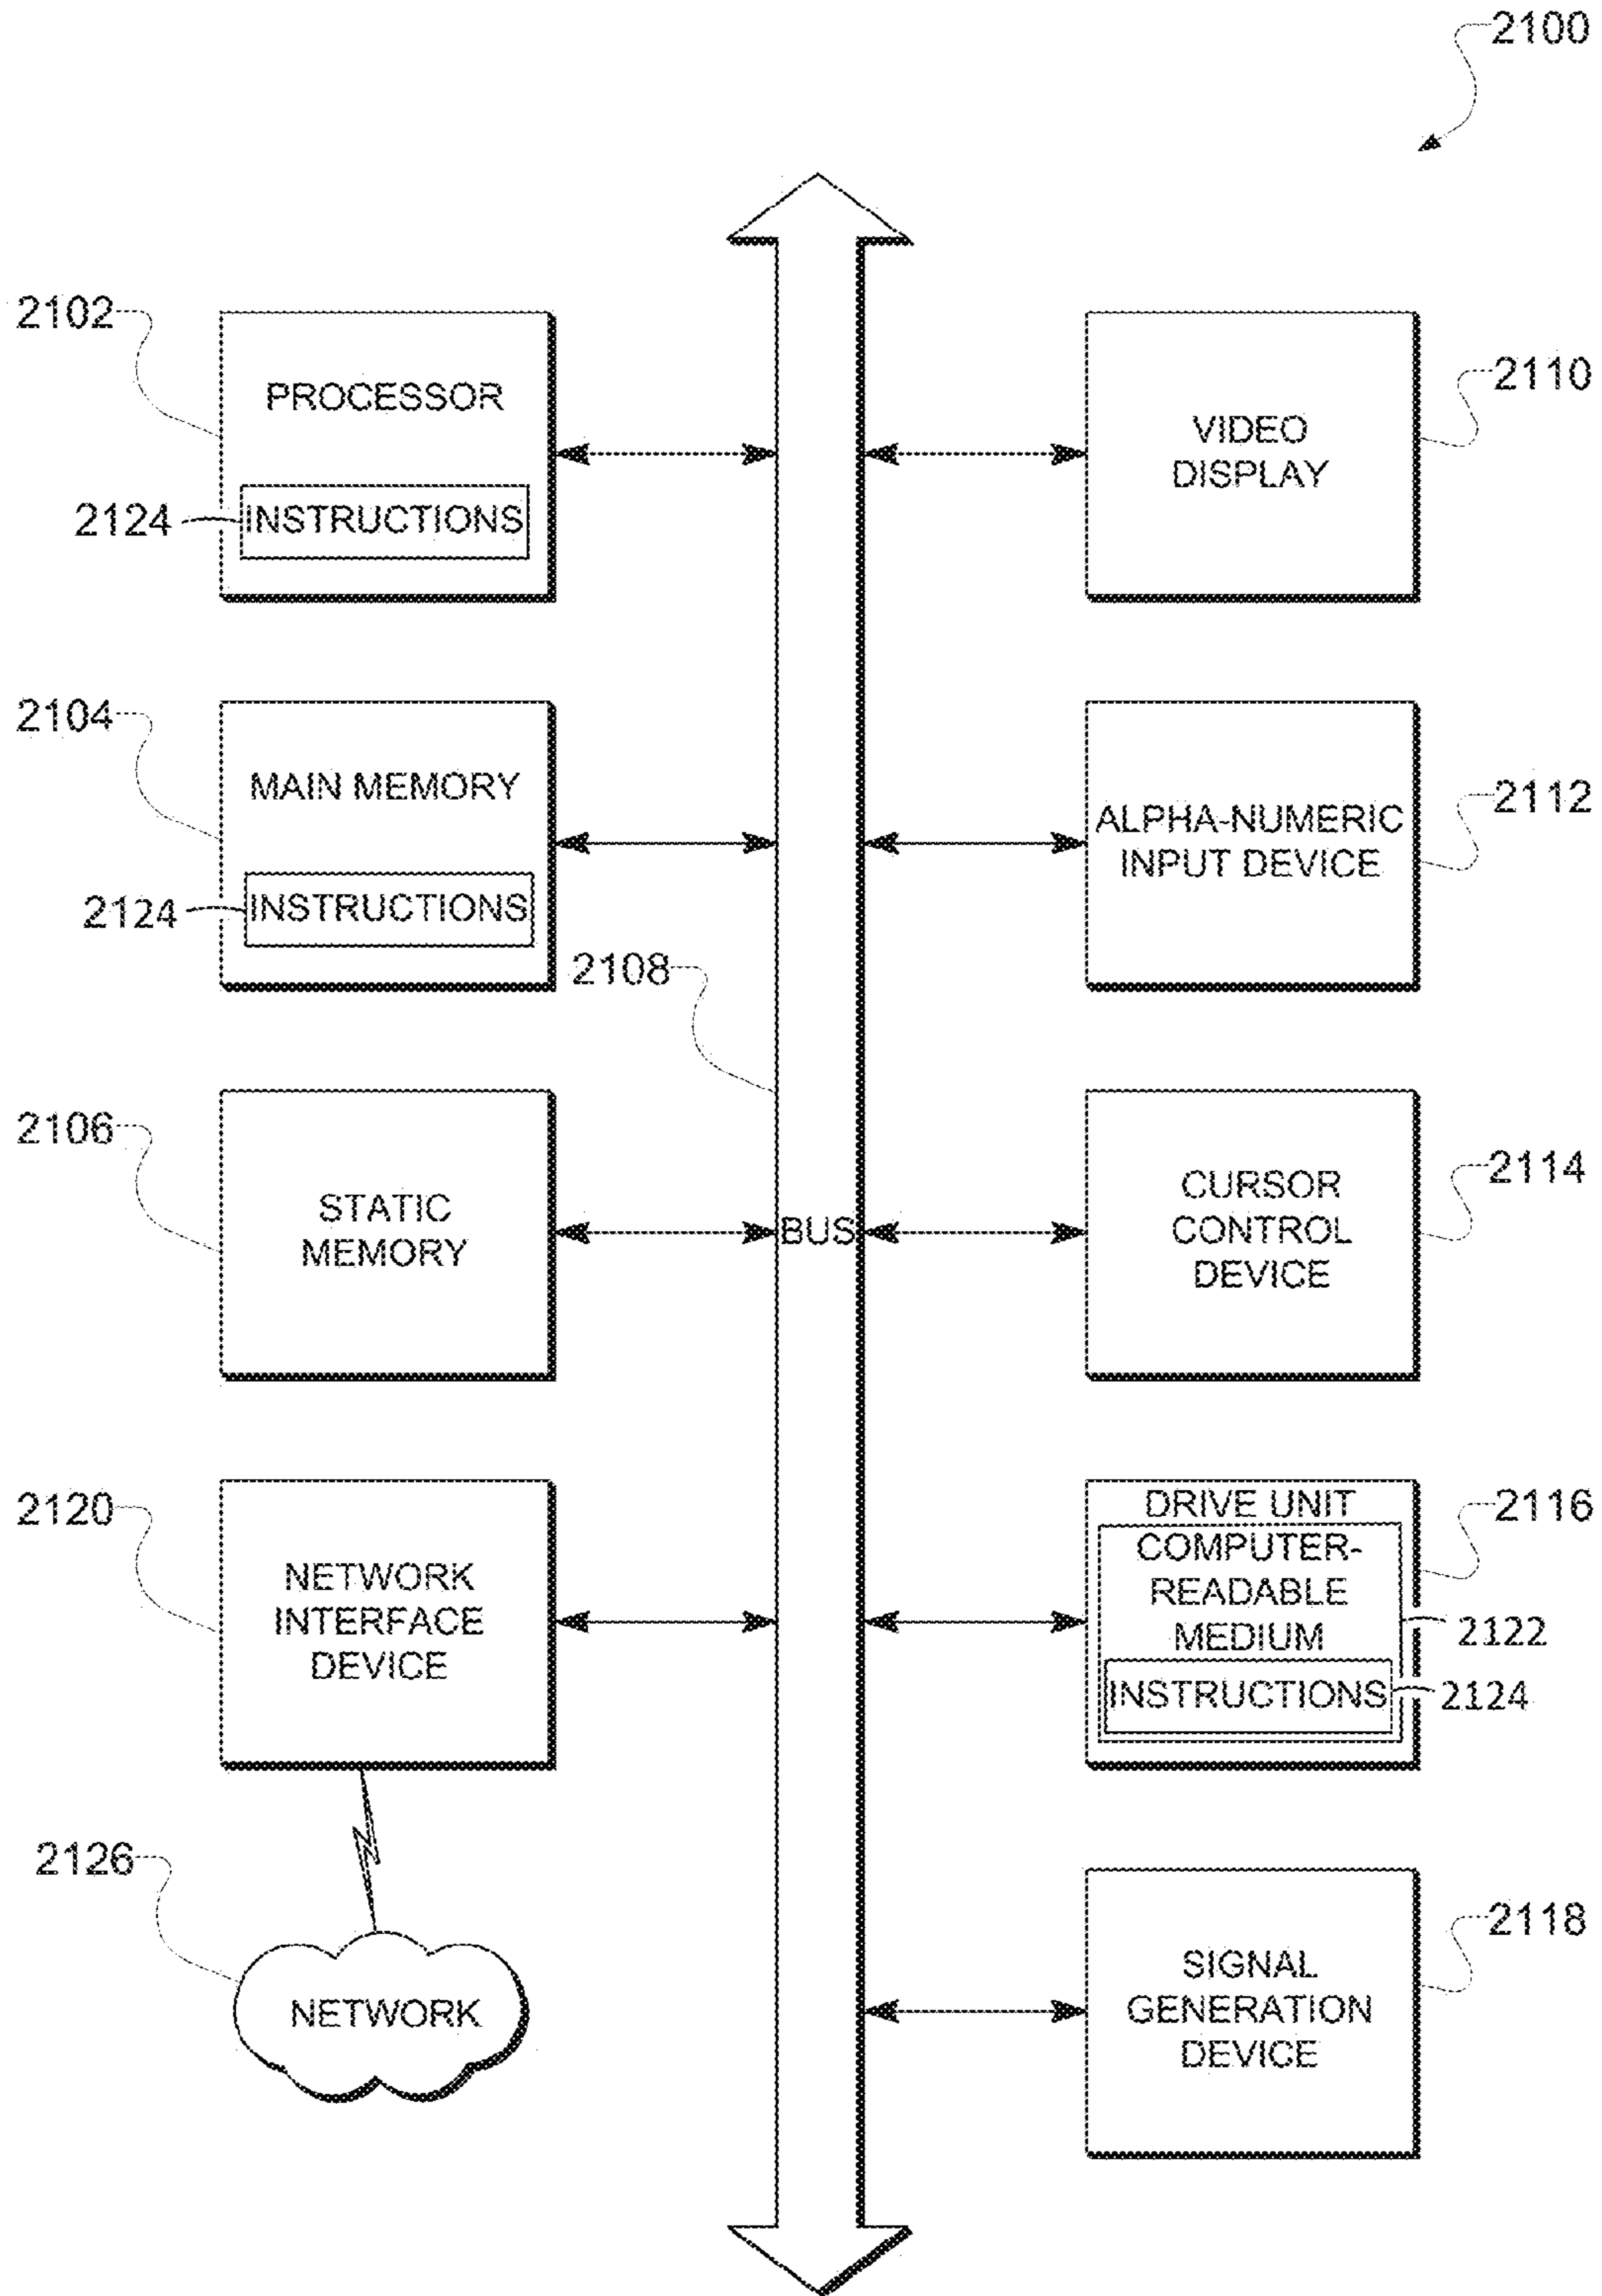 2100
2102
PROCESSOR
2124
INSTRUCTIONS
2110
VIDEO
DISPLAY
2104
MAIN MEMORY
2124
INSTRUCTIONS
2108
2112
ALPHA-NUMERIC
INPUT DEVICE
2106
STATIC
MEMORY
BUS
2114
CURSOR
CONTROL
DEVICE
2120
NETWORK
INTERFACE
DEVICE
2116
DRIVE UNIT
COMPUTER-
READABLE
MEDIUM
2122
INSTRUCTIONS
2124
2126
NETWORK
2118
SIGNAL
GENERATION
DEVICE